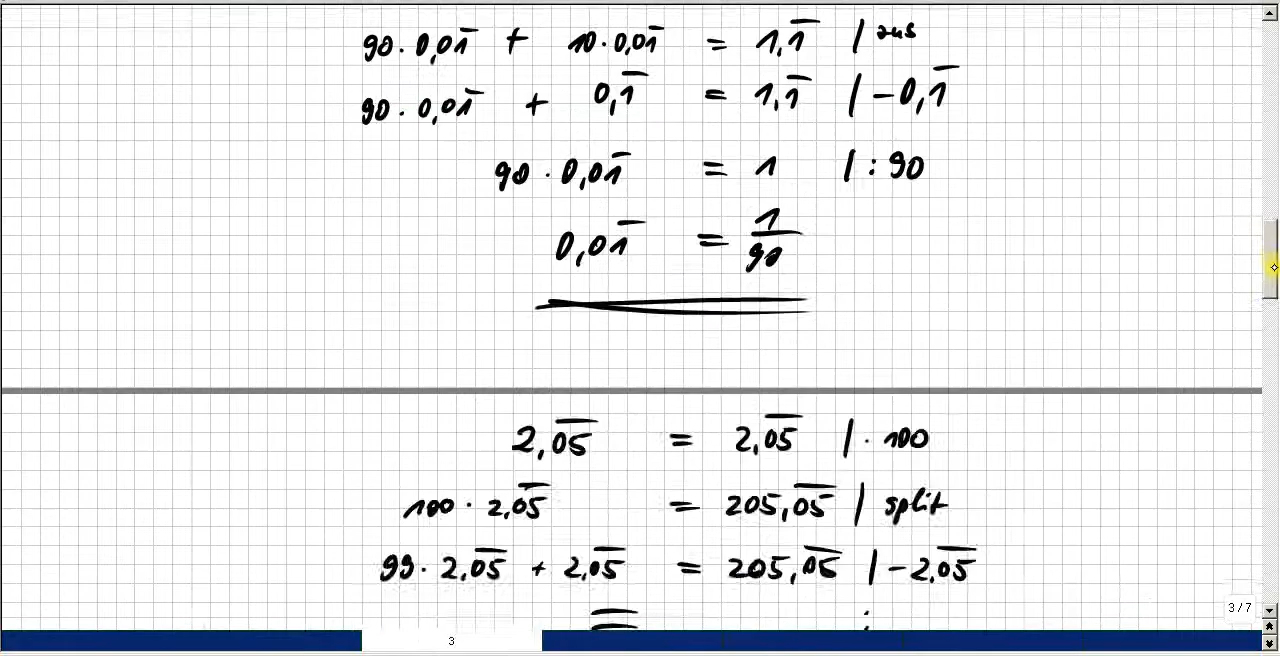 90 · 0,01̅ + 10 · 0,01̅ = 1,1̅ | aus
90 · 0,01̅ + 0,1̅ = 1,1̅ | - 0,1̅
90 · 0,01̅ = 1 | : 90
0,01̅ = 1/90
2,0̅5̅ = 2,0̅5̅ | · 100
100 · 2,0̅5̅ = 205,0̅5̅ | split
99 · 2,0̅5̅ + 2,0̅5̅ = 205,0̅5̅ | - 2,0̅5̅
3 / 7
3